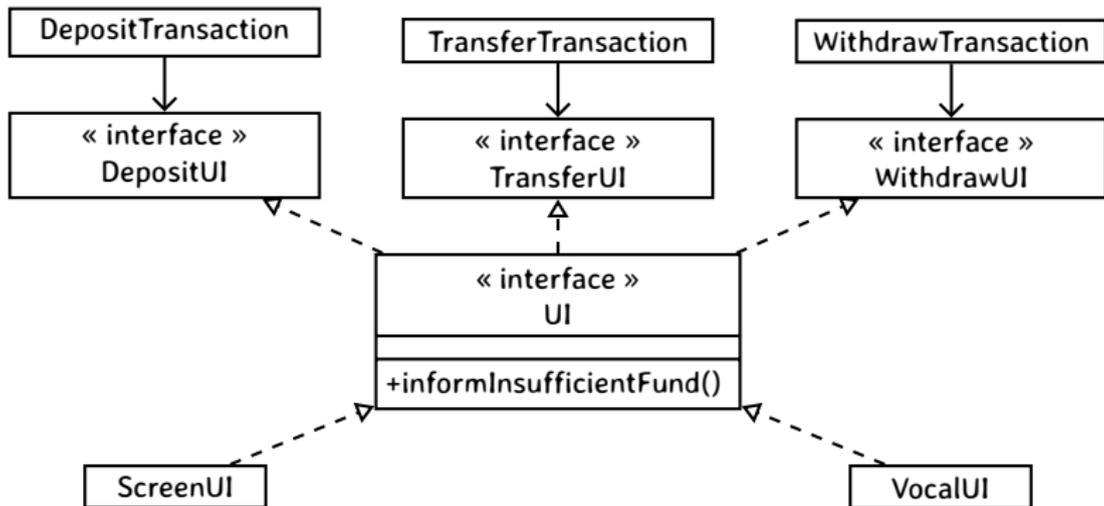 DepositTransaction
TransferTransaction
WithdrawTransaction
« interface »
DepositUI
« interface »
TransferUI
« interface »
WithdrawUI
« interface »
UI
+informInsufficientFund()
ScreenUI
VocalUI